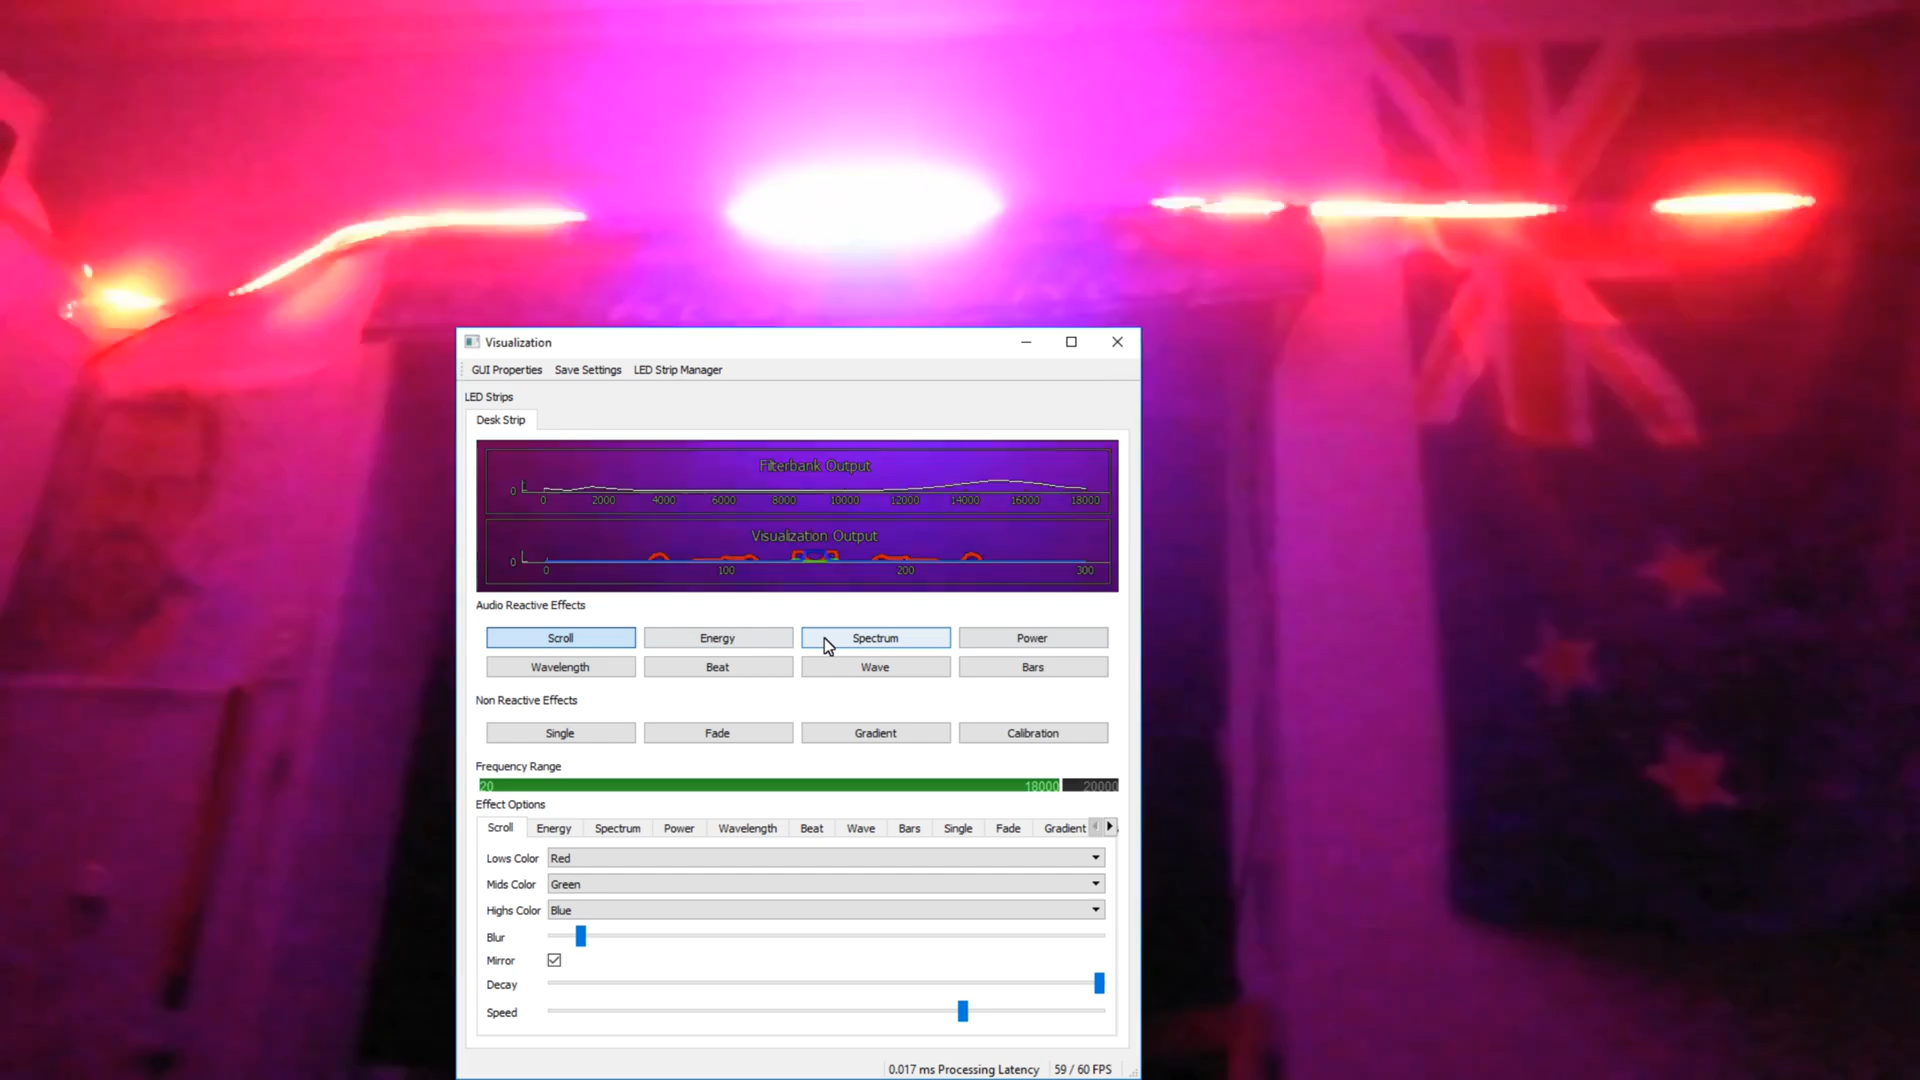 Visualization
GUI Properties Save Settings LED Strip Manager
LED Strips
Desk Strip
Filterbank Output
0
0 2000 4000 6000 8000 10000 12000 14000 16000 18000
Visualization Output
0
0 100 200 300
Audio Reactive Effects
Scroll Energy Spectrum Power
Wavelength Beat Wave Bars
Non Reactive Effects
Single Fade Gradient Calibration
Frequency Range
20 18000 20000
Effect Options
Scroll Energy Spectrum Power Wavelength Beat Wave Bars Single Fade Gradient
Lows Color Red
Mids Color Green
Highs Color Blue
Blur
Mirror
Decay
Speed
0.017 ms Processing Latency 59 / 60 FPS